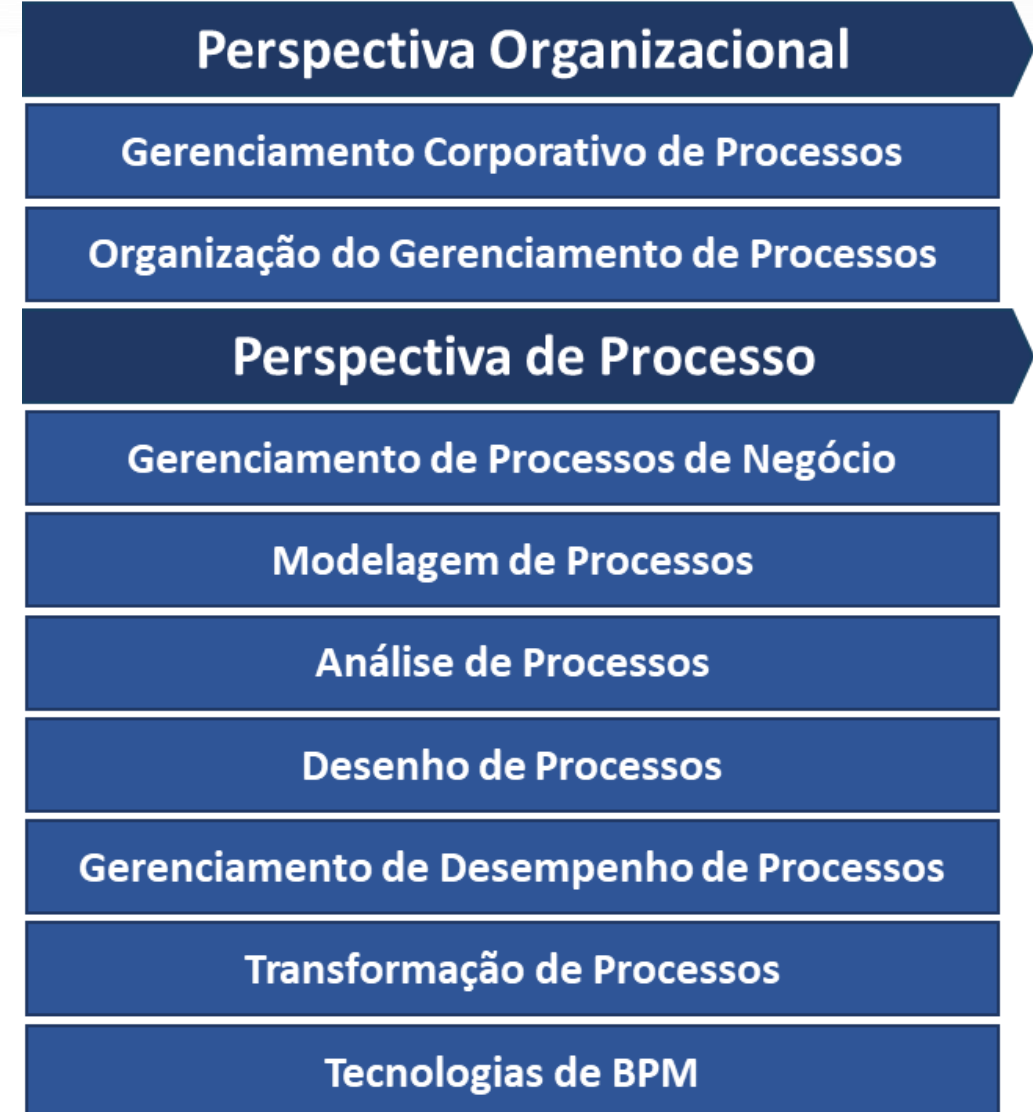 Perspectiva Organizacional
Gerenciamento Corporativo de Processos
Organização do Gerenciamento de Processos
Perspectiva de Processo
Gerenciamento de Processos de Negócio
Modelagem de Processos
Análise de Processos
Desenho de Processos
Gerenciamento de Desempenho de Processos
Transformação de Processos
Tecnologias de BPM